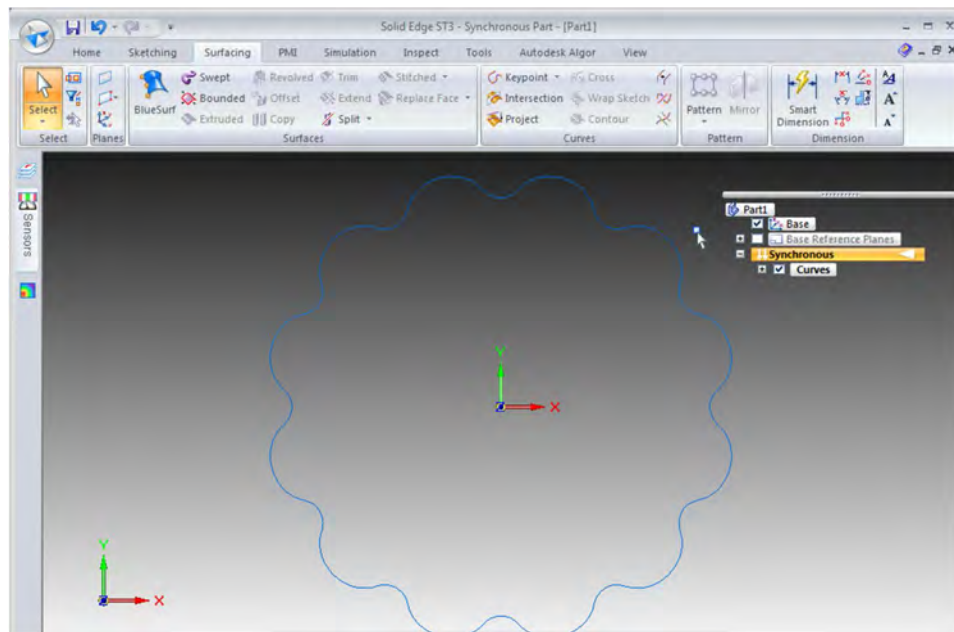 Solid Edge ST3 - Synchronous Part - [Part1]
Home Sketching Surfacing PMI Simulation Inspect Tools Autodesk Algor View
Swept Revolved Trim Stitched Keypoint Cross
Select BlueSurf Bounded Offset Extend Replace Face Intersection Wrap Sketch Pattern Mirror Smart Dimension A
Extruded Copy Split Project Contour A
Select Planes Surfaces Curves Pattern Dimension
Sensors
Part1
Base
Base Reference Planes
Synchronous
Curves
Y
X
Y
X